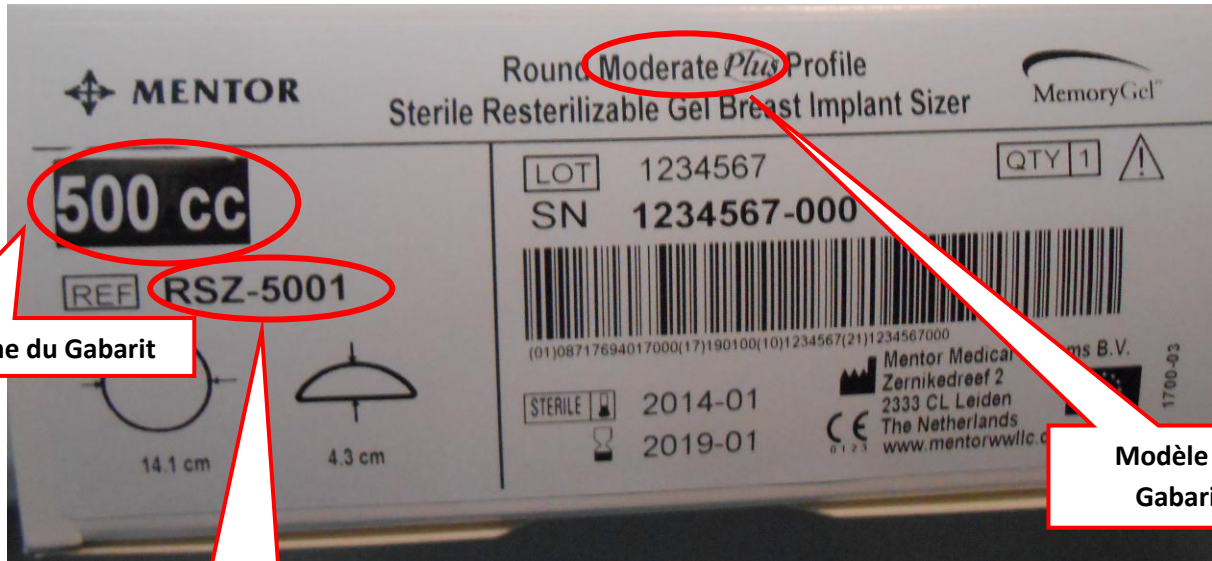 MENTOR
Round Moderate Plus Profile
Sterile Resterilizable Gel Breast Implant Sizer
MemoryGel™
500 cc
REF RSZ-5001
du Gabarit
14.1 cm
4.3 cm
LOT 1234567
QTY 1
SN 1234567-000
(01)08717694017000(17)190100(10)1234567(21)1234567000
STERILE 2014-01
2019-01
CE
0123
Mentor Medical B.V.
Zernikedreef 2
2333 CL Leiden
The Netherlands
www.mentorwwllc.c
1700-03
Modèle
Gabari